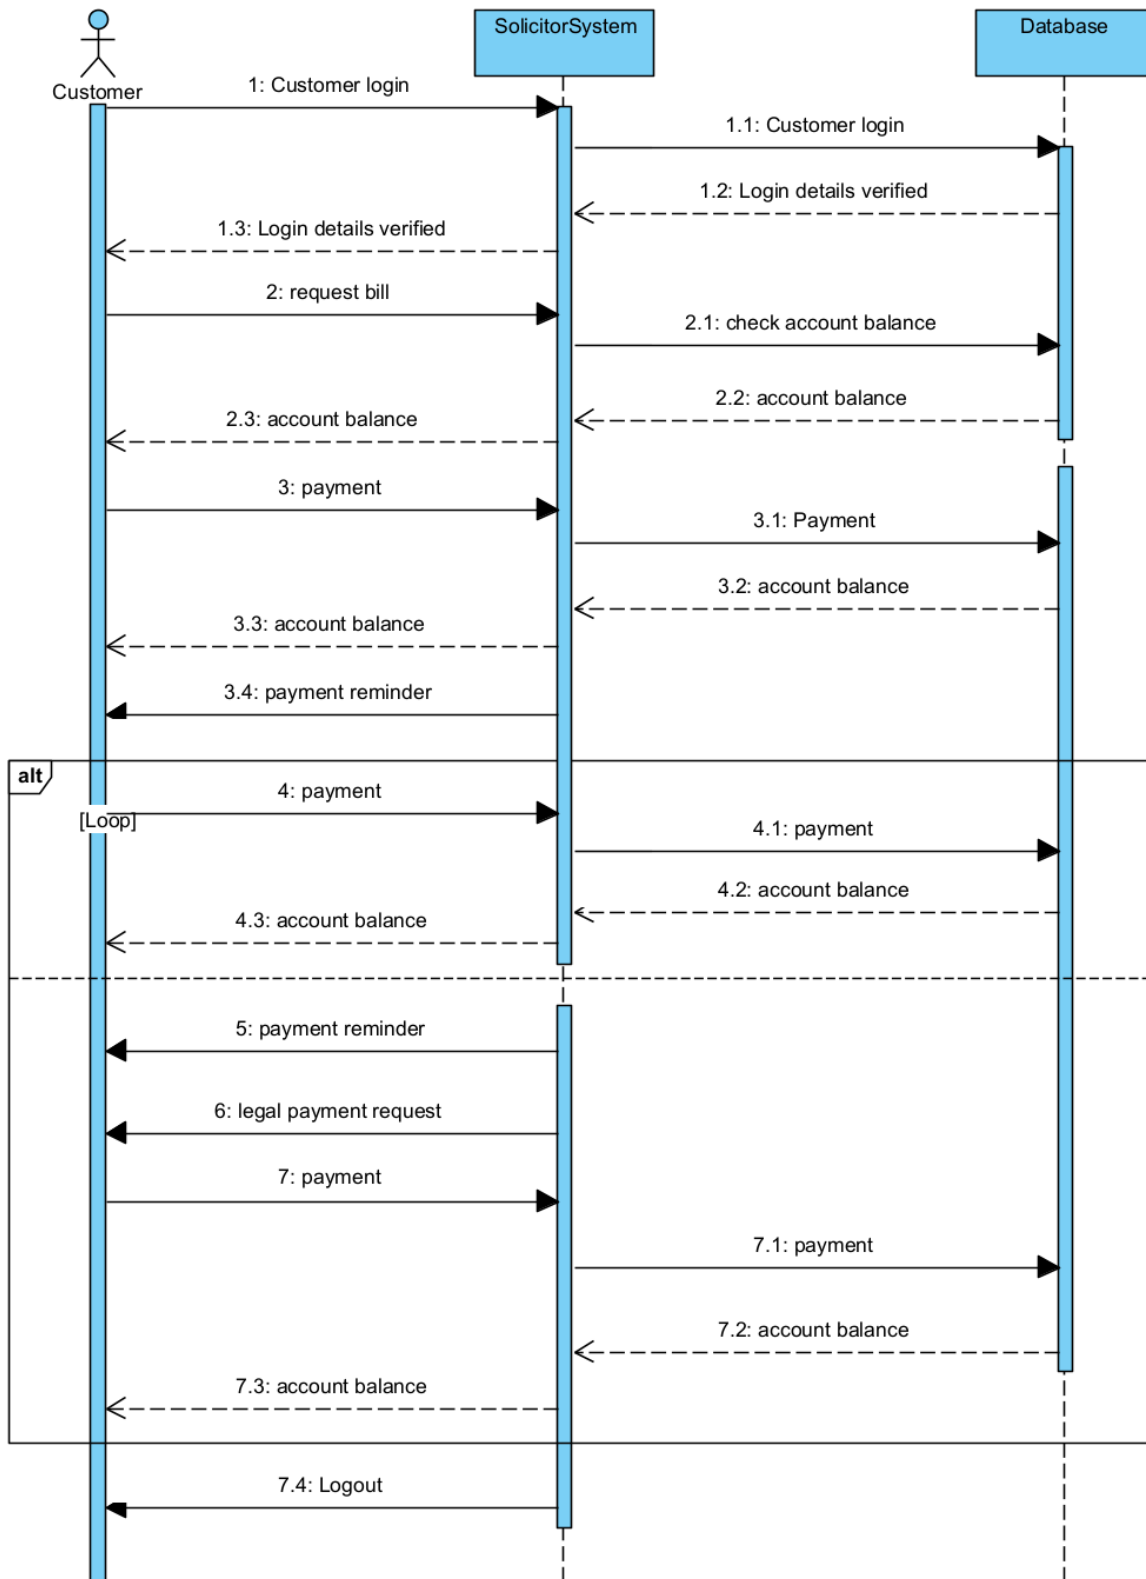 SolicitorSystem
Database
Customer
1: Customer login
1.1: Customer login
1.2: Login details verified
1.3: Login details verified
2: request bill
2.1: check account balance
2.2: account balance
2.3: account balance
3: payment
3.1: Payment
3.2: account balance
3.3: account balance
3.4: payment reminder
alt
4: payment
[Loop]
4.1: payment
4.2: account balance
4.3: account balance
5: payment reminder
6: legal payment request
7: payment
7.1: payment
7.2: account balance
7.3: account balance
7.4: Logout